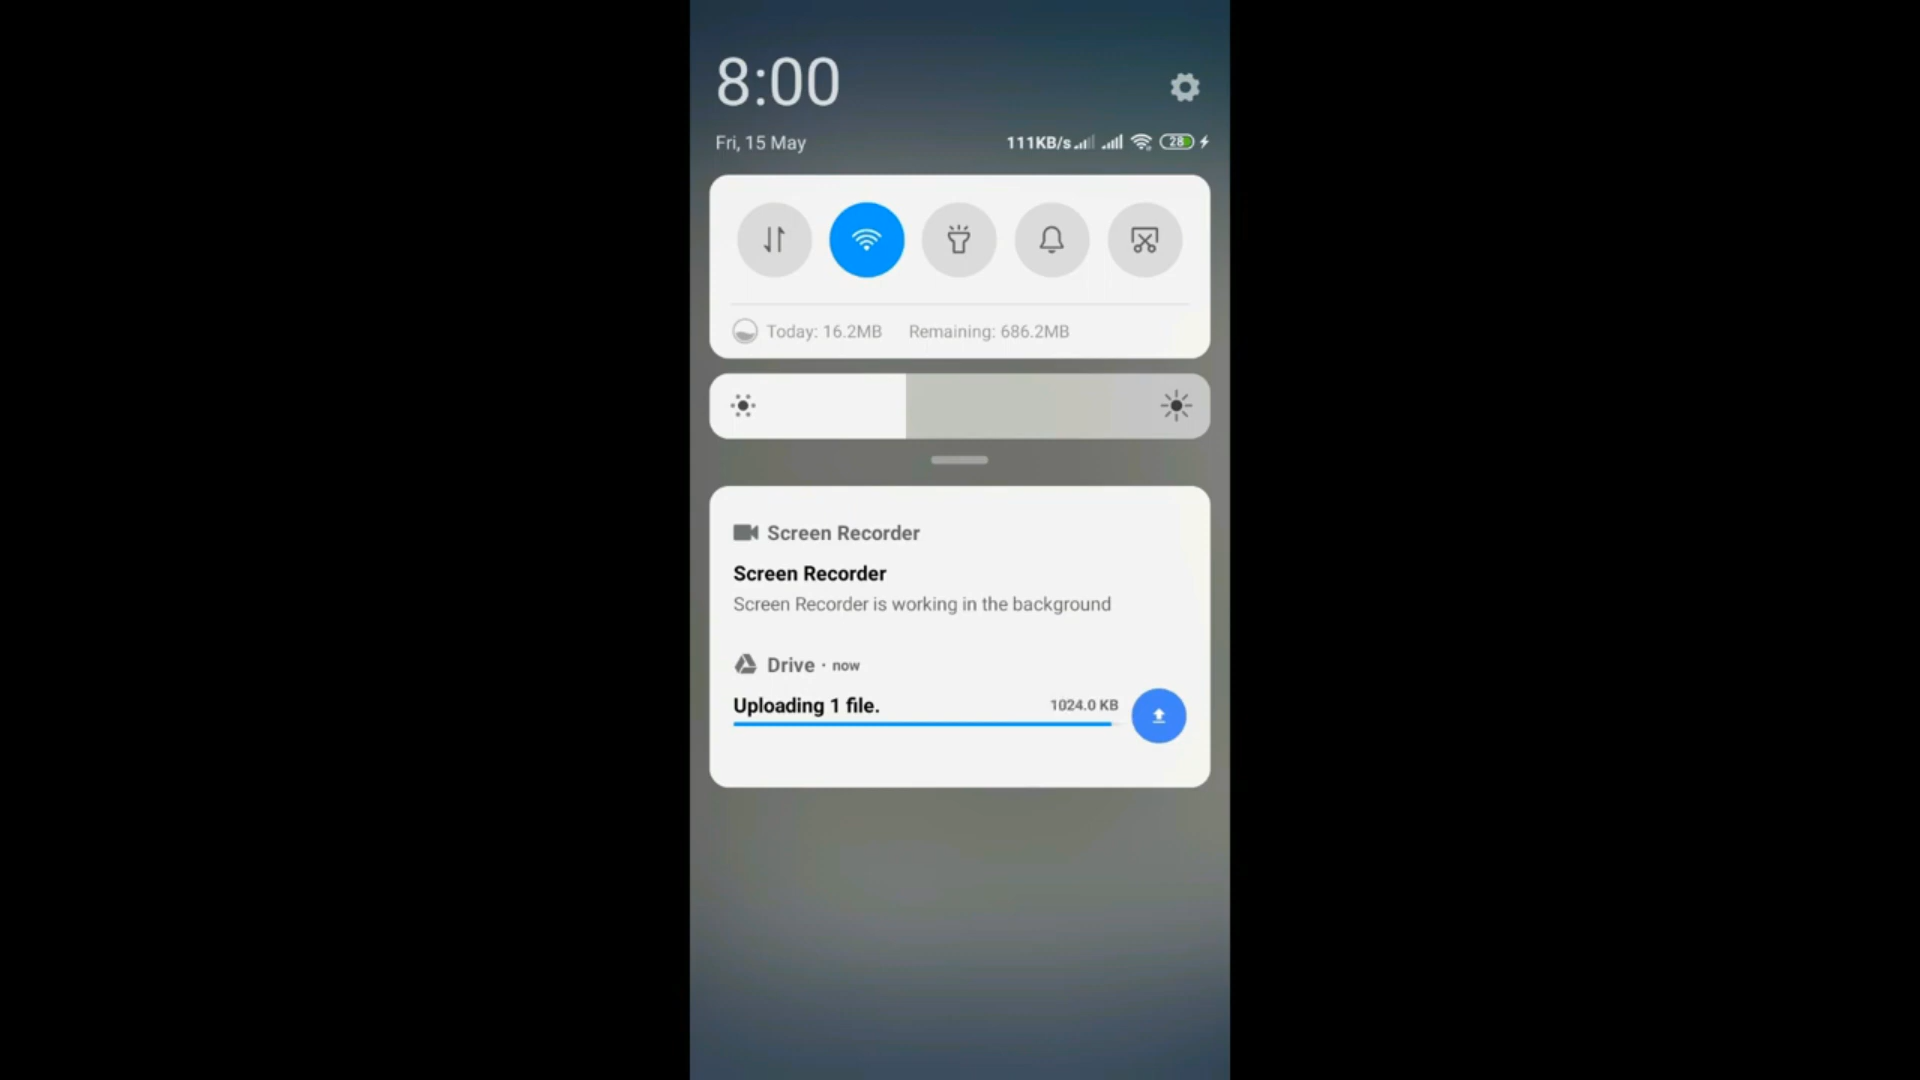 8:00
Fri, 15 May
111KB/s
28
Today: 16.2MB Remaining: 686.2MB
Screen Recorder
Screen Recorder
Screen Recorder is working in the background
Drive · now
Uploading 1 file.
1024.0 KB